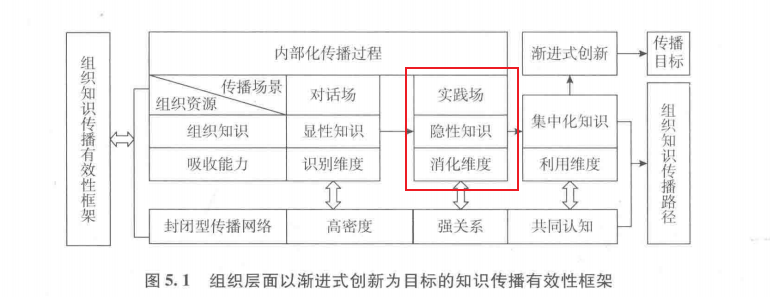 组织知识传播有效性框架
内部化传播过程
渐进式创新
传播目标
传播场景
组织资源
对话场
实践场
组织知识
显性知识
隐性知识
集中化知识
吸收能力
识别维度
消化维度
利用维度
组织知识传播路径
封闭型传播网络
高密度
强关系
共同认知
图 5.1 组织层面以渐进式创新为目标的知识传播有效性框架